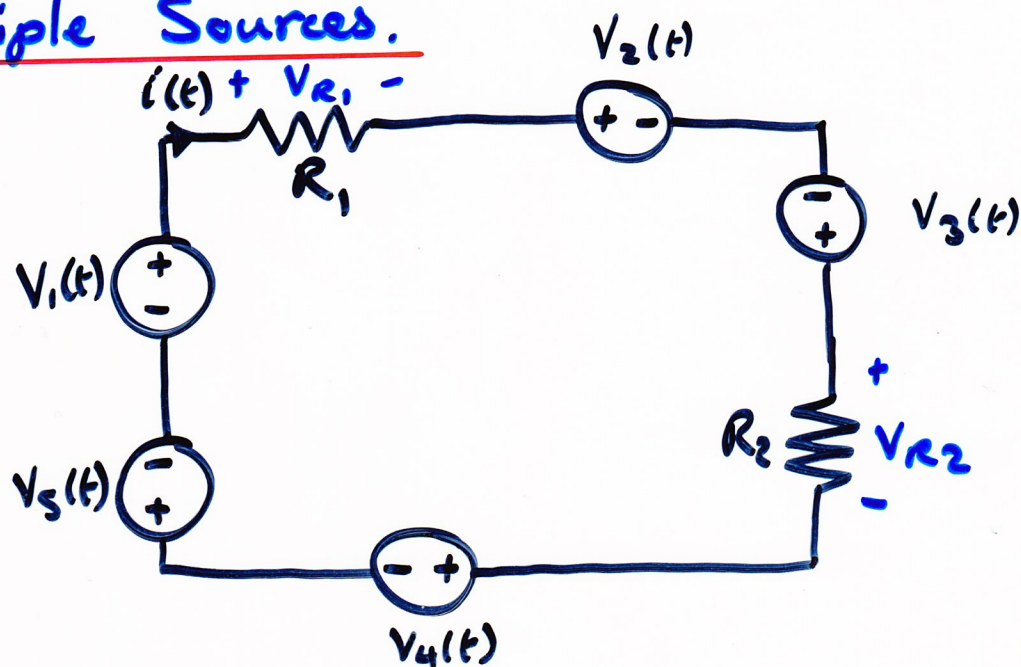 iple Sources.
V2(t)
i(t) + VR1 -
R1
+ -
- +
V3(t)
V1(t)
+ -
+
R2
VR2
-
V5(t)
- +
- +
V4(t)